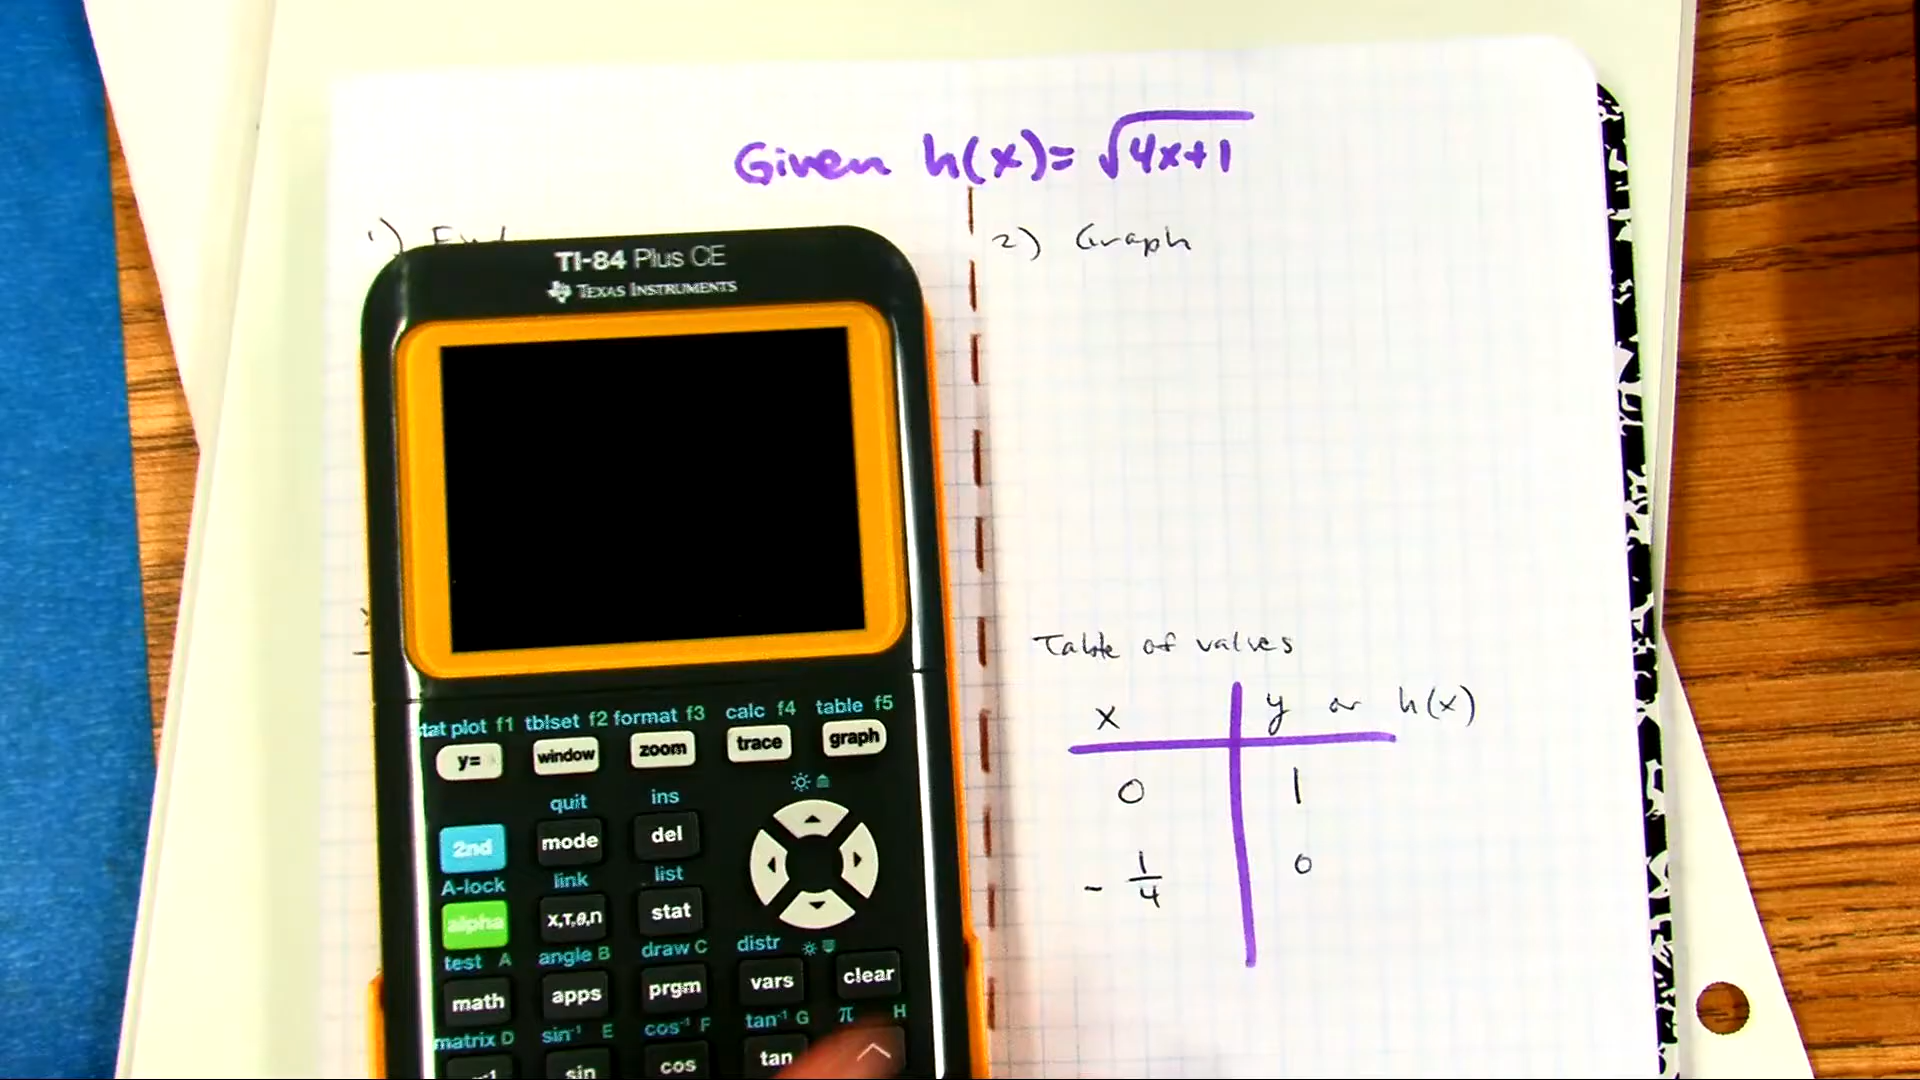 Given h(x)= √4x+1
1)
2) Graph
TI-84 Plus CE
TEXAS INSTRUMENTS
Table of values
x y or h(x)
0 1
- 1/4 0
stat plot f1 tblset f2 format f3 calc f4 table f5
y= window zoom trace graph
quit ins
2nd mode del
A-lock link list
alpha X,T,θ,n stat
test A angle B draw C distr
math apps prgm vars clear
matrix D sin⁻¹ E cos⁻¹ F tan⁻¹ G π H
sin cos tan ^